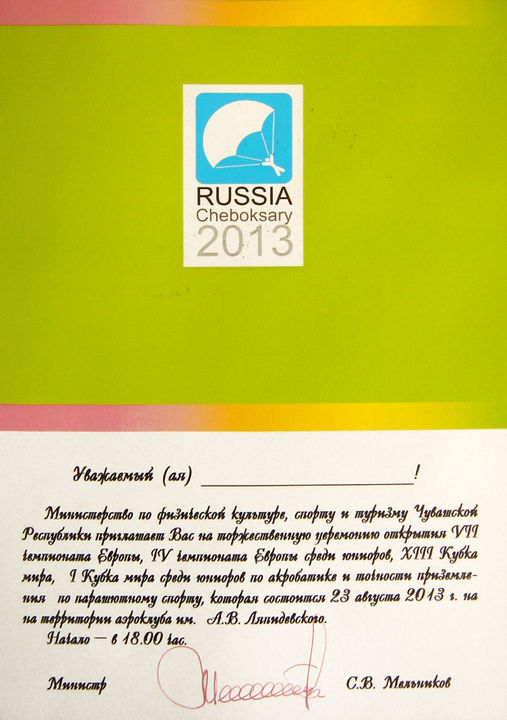 RUSSIA
Cheboksary
2013
Уважаемый (ая) ____________________!
Министерство по физической культуре, спорту и туризму Чувашской
Республики приглашает Вас на торжественную церемонию открытия VII
чемпионата Европы, IV чемпионата Европы среди юниоров, XIII Кубка
мира, I Кубка мира среди юниоров по акробатике и точности приземле-
ния по парашютному спорту, которая состоится 23 августа 2013 г. на
на территории аэроклуба им. А.В. Ляпидевского.
Начало — в 18.00 час.
Министр С.В. Мельников